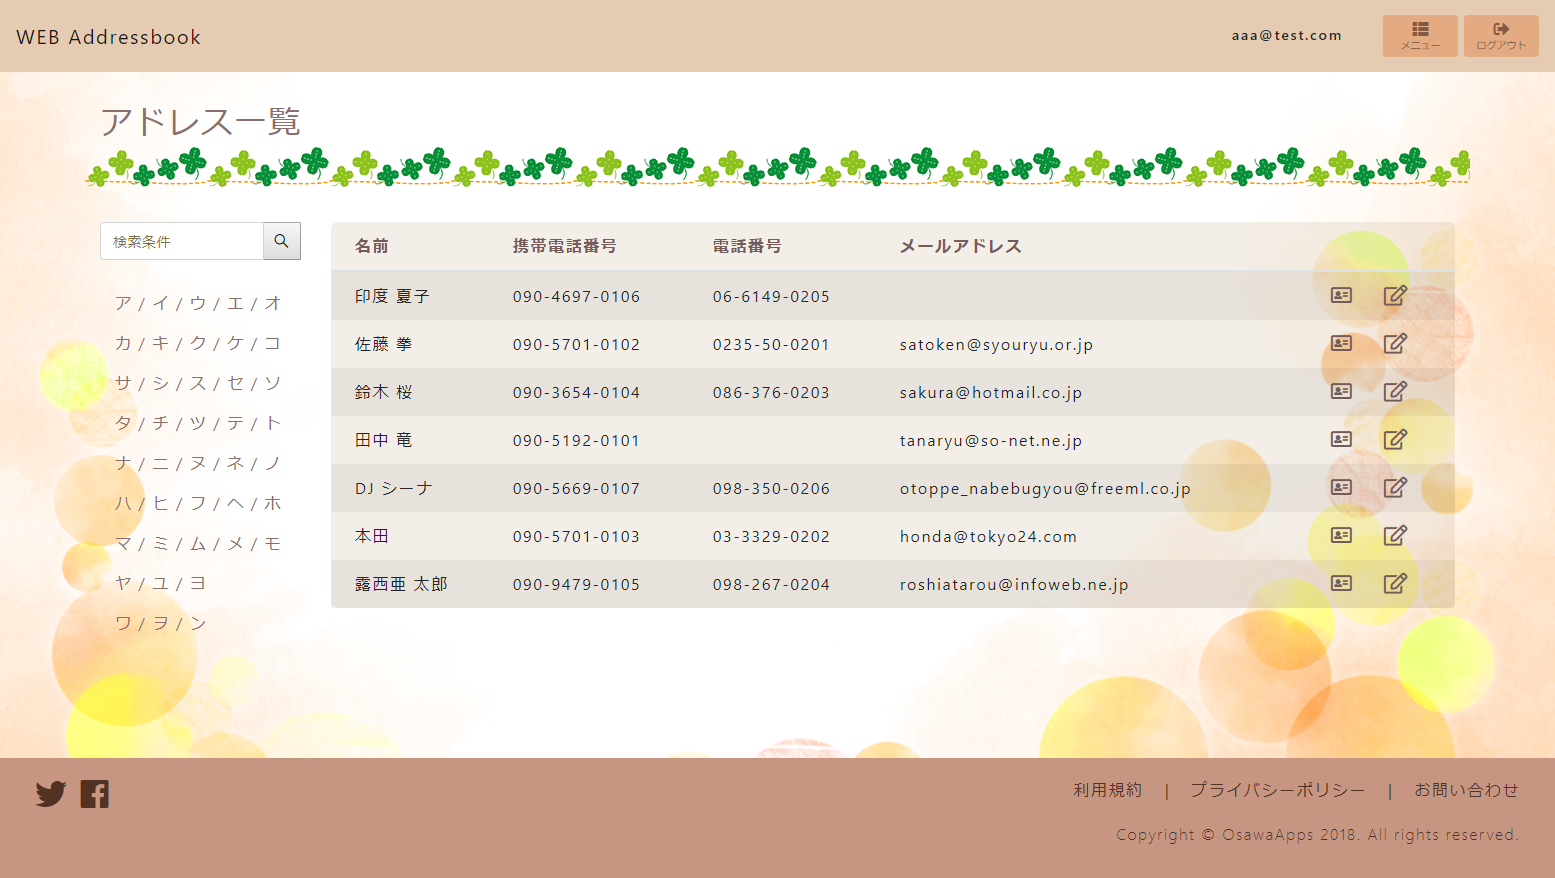 WEB Addressbook
aaa@test.com
メニュー
ログアウト
アドレス一覧
検索条件
ア / イ / ウ / エ / オ
カ / キ / ク / ケ / コ
サ / シ / ス / セ / ソ
タ / チ / ツ / テ / ト
ナ / ニ / ヌ / ネ / ノ
ハ / ヒ / フ / ヘ / ホ
マ / ミ / ム / メ / モ
ヤ / ユ / ヨ
ワ / ヲ / ン
名前 携帯電話番号 電話番号 メールアドレス
印度 夏子 090-4697-0106 06-6149-0205
佐藤 拳 090-5701-0102 0235-50-0201 satoken@syouryu.or.jp
鈴木 桜 090-3654-0104 086-376-0203 sakura@hotmail.co.jp
田中 竜 090-5192-0101 tanaryu@so-net.ne.jp
DJ シーナ 090-5669-0107 098-350-0206 otoppe_nabebugyou@freeml.co.jp
本田 090-5701-0103 03-3329-0202 honda@tokyo24.com
露西亜 太郎 090-9479-0105 098-267-0204 roshiatarou@infoweb.ne.jp
利用規約 | プライバシーポリシー | お問い合わせ
Copyright © OsawaApps 2018. All rights reserved.